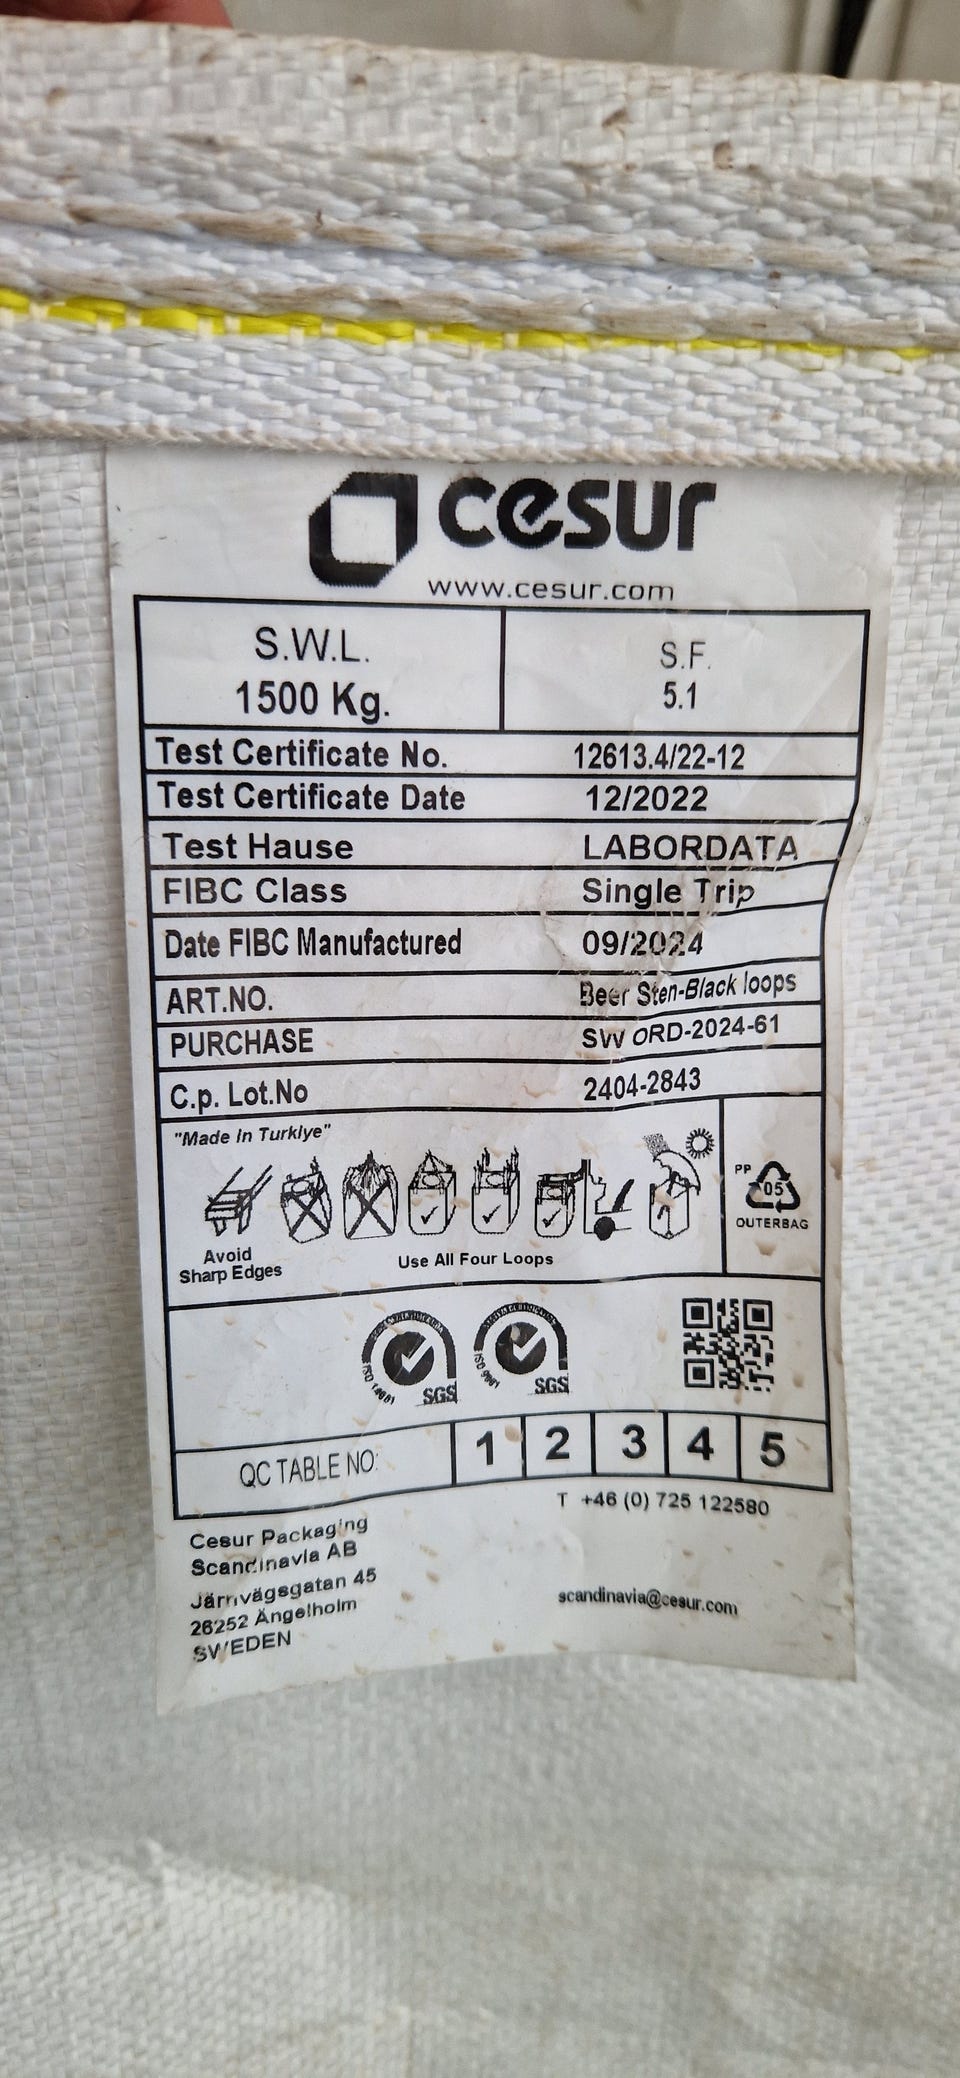 cesur
www.cesur.com
S.W.L.
1500 Kg.
S.F.
5.1
Test Certificate No. 12613.4/22-12
Test Certificate Date 12/2022
Test Hause LABORDATA
FIBC Class Single Trip
Date FIBC Manufactured 09/2024
ART.NO. Beer Sten-Black loops
PURCHASE SW ORD-2024-61
C.p. Lot.No 2404-2843
"Made In Turkiye"
Avoid
Sharp Edges
Use All Four Loops
PP
05
OUTERBAG
ISO 14001
SGS
ISO 9001
SGS
QC TABLE NO: 1 2 3 4 5
T +46 (0) 725 122580
Cesur Packaging
Scandinavia AB
Järnvägsgatan 45
26252 Ängelholm
SWEDEN
scandinavia@cesur.com